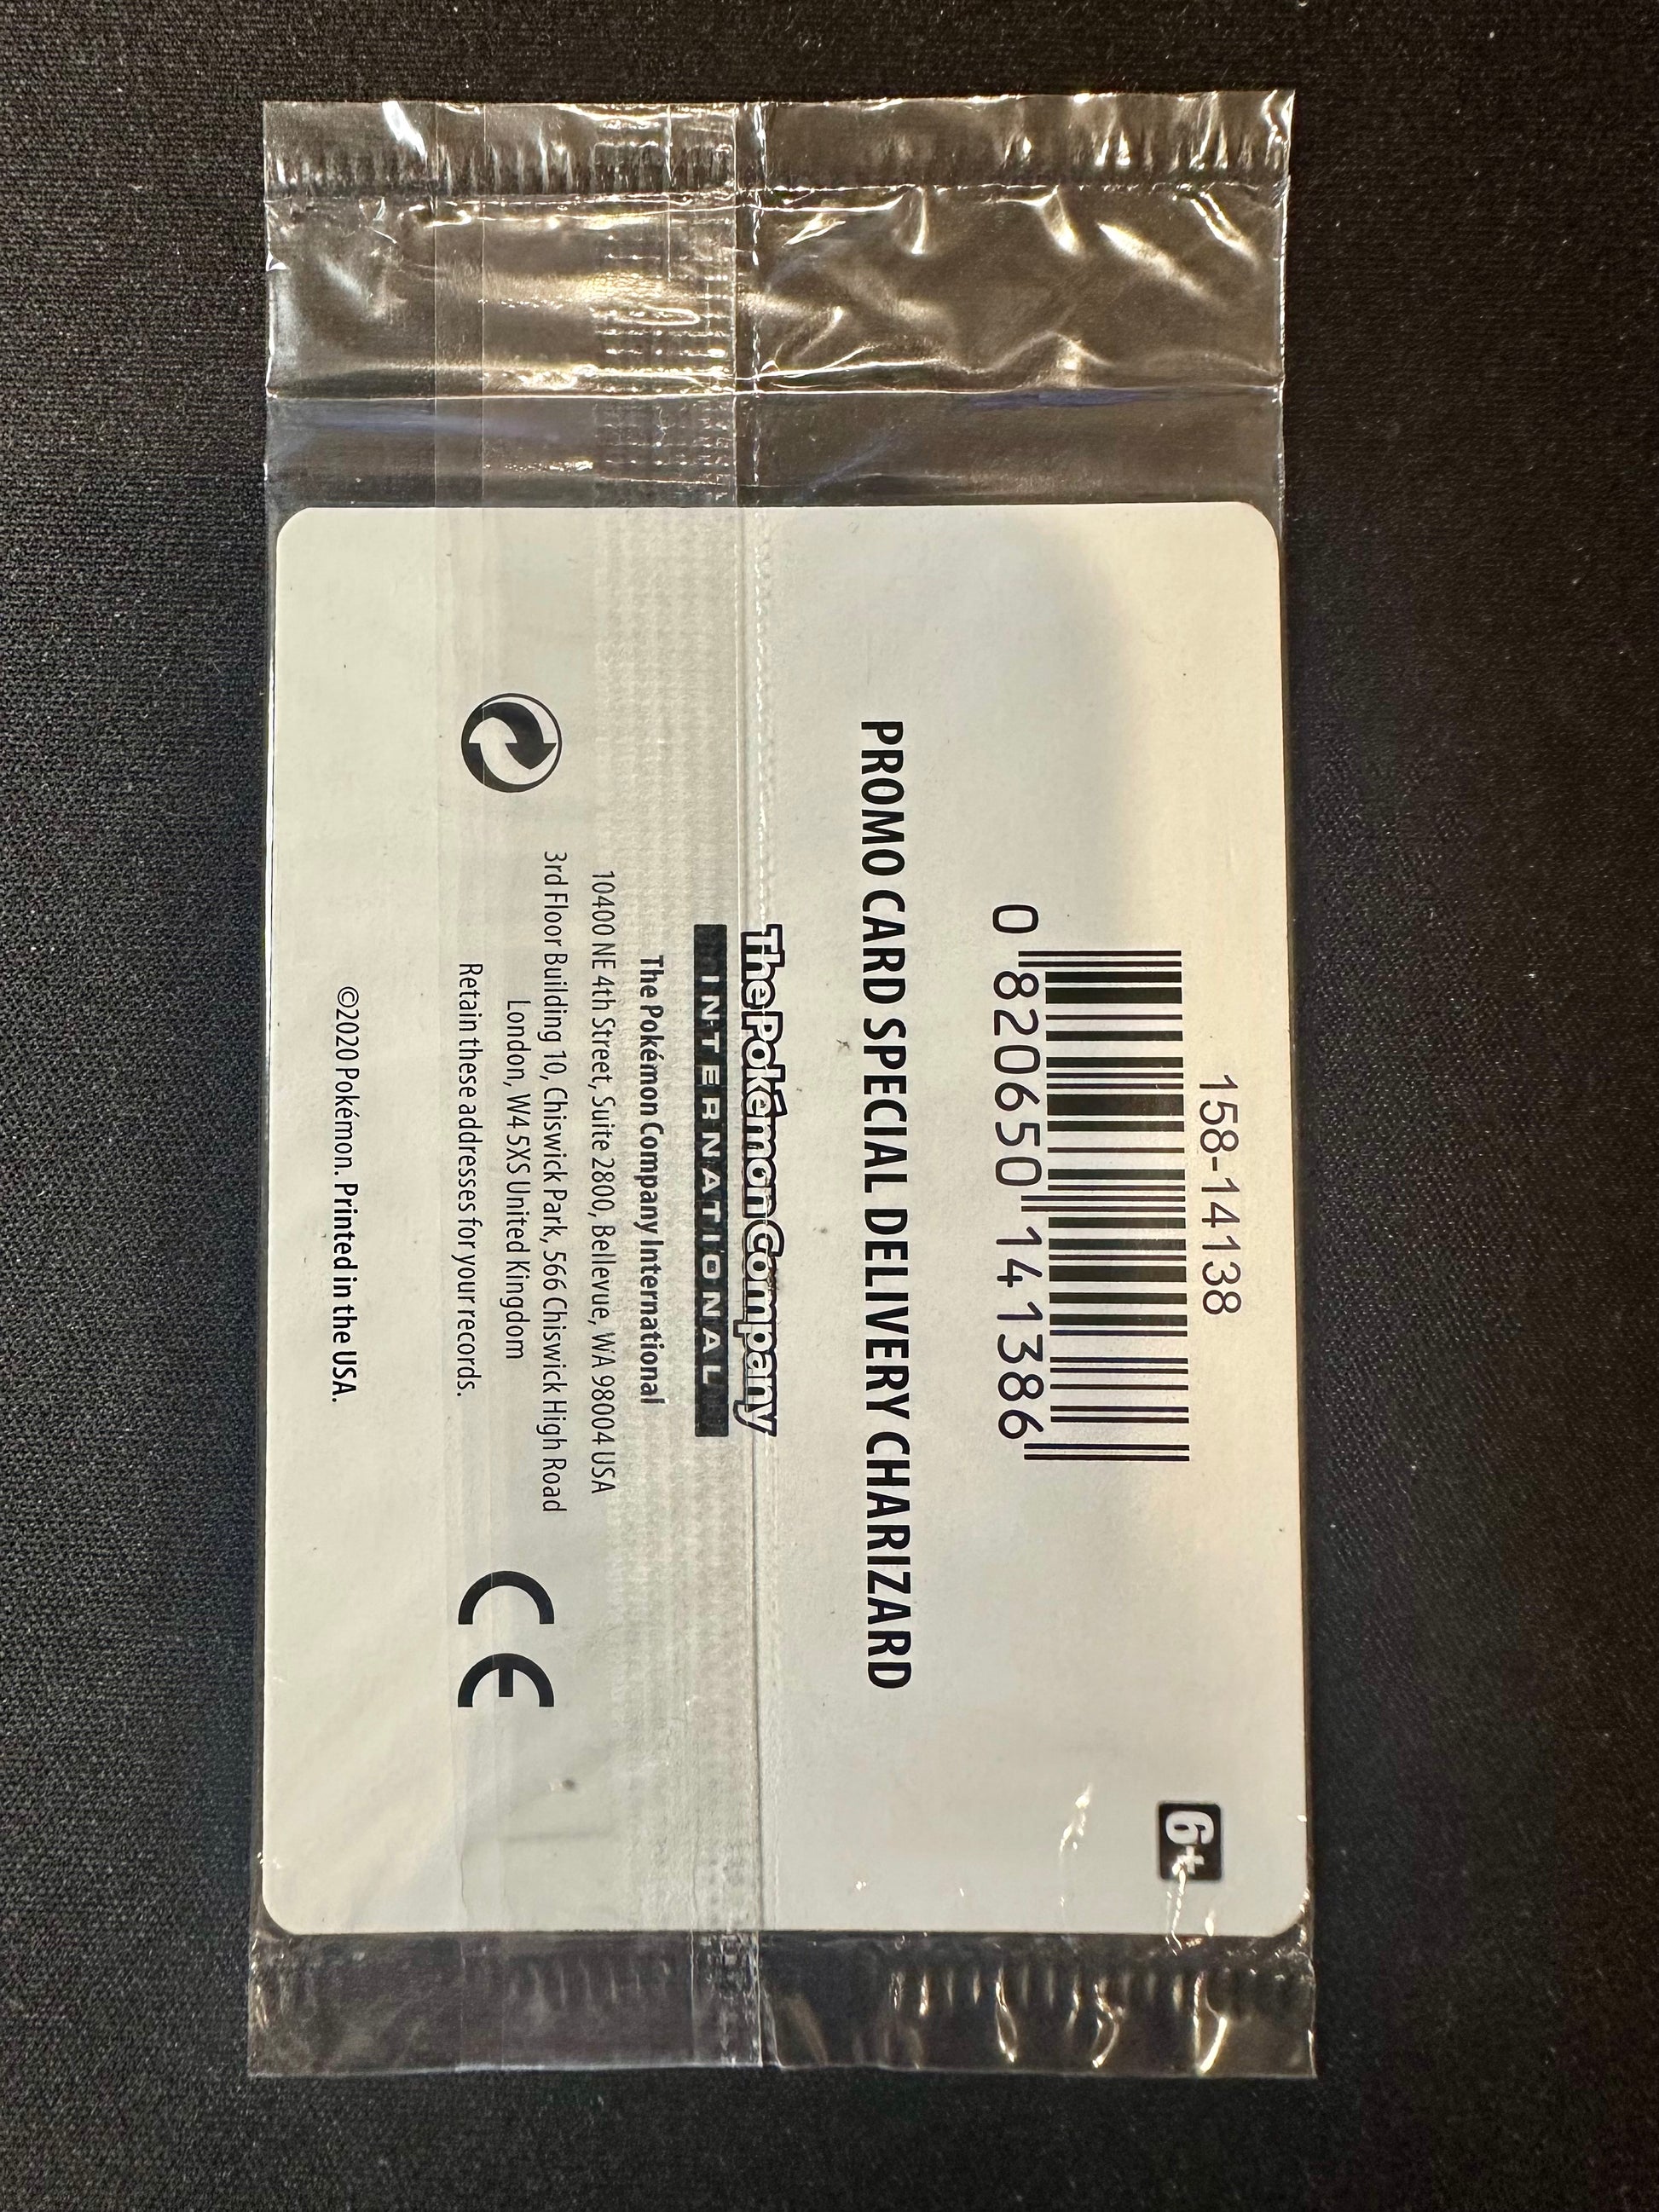 158-14138
0 820650 141386
6+
PROMO CARD SPECIAL DELIVERY CHARIZARD
The Pokémon Company
INTERNATIONAL
The Pokémon Company International
10400 NE 4th Street, Suite 2800, Bellevue, WA 98004 USA
3rd Floor Building 10, Chiswick Park, 566 Chiswick High Road
London, W4 5XS United Kingdom
Retain these addresses for your records.
CE
©2020 Pokémon. Printed in the USA.